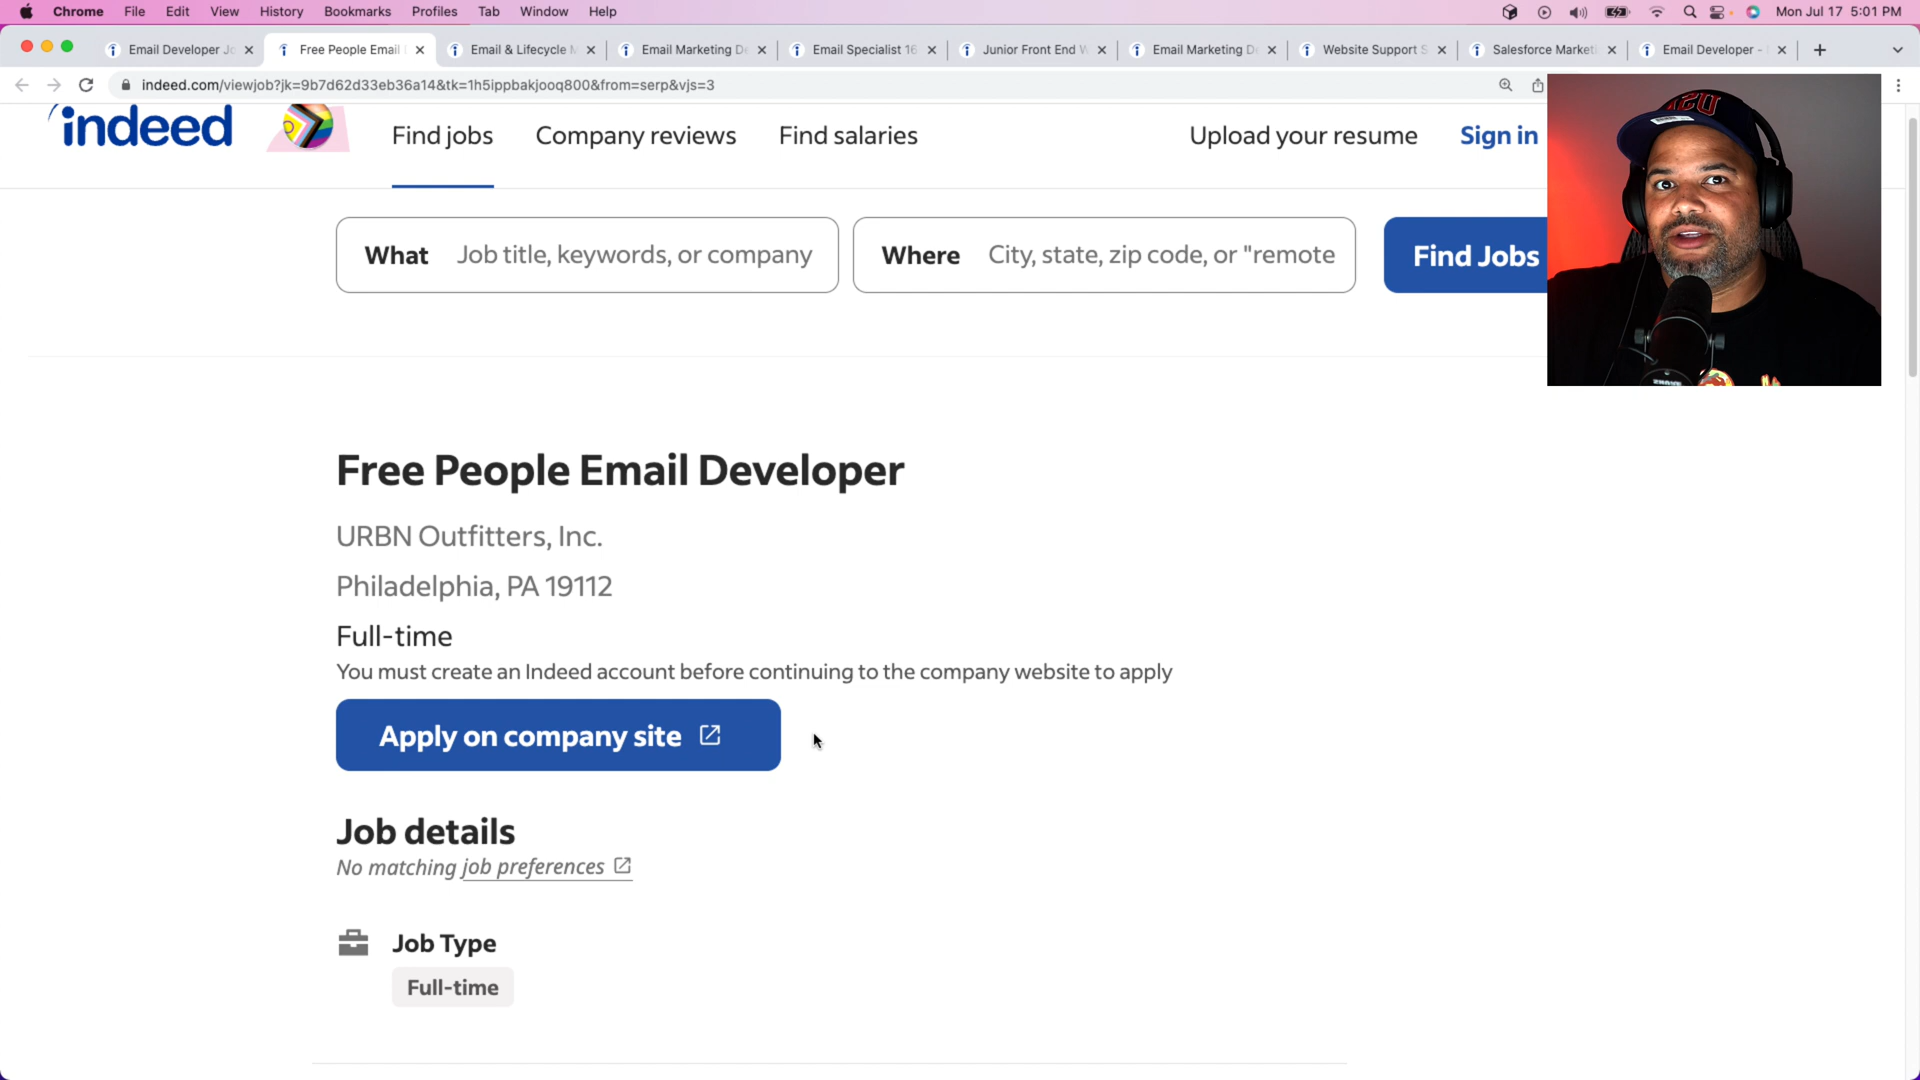 Chrome File Edit View History Bookmarks Profiles Tab Window Help Mon Jul 17 5:01 PM
Email Developer Jo Free People Email Email & Lifecycle M Email Marketing De Email Specialist 16 Junior Front End W Email Marketing D Website Support S Salesforce Market Email Developer -
indeed.com/viewjob?jk=9b7d62d33eb36a14&tk=1h5ippbakjooq800&from=serp&vjs=3
indeed Find jobs Company reviews Find salaries Upload your resume Sign in
What Job title, keywords, or company Where City, state, zip code, or "remote Find Jobs
Free People Email Developer
URBN Outfitters, Inc.
Philadelphia, PA 19112
Full-time
You must create an Indeed account before continuing to the company website to apply
Apply on company site
Job details
No matching job preferences
Job Type
Full-time